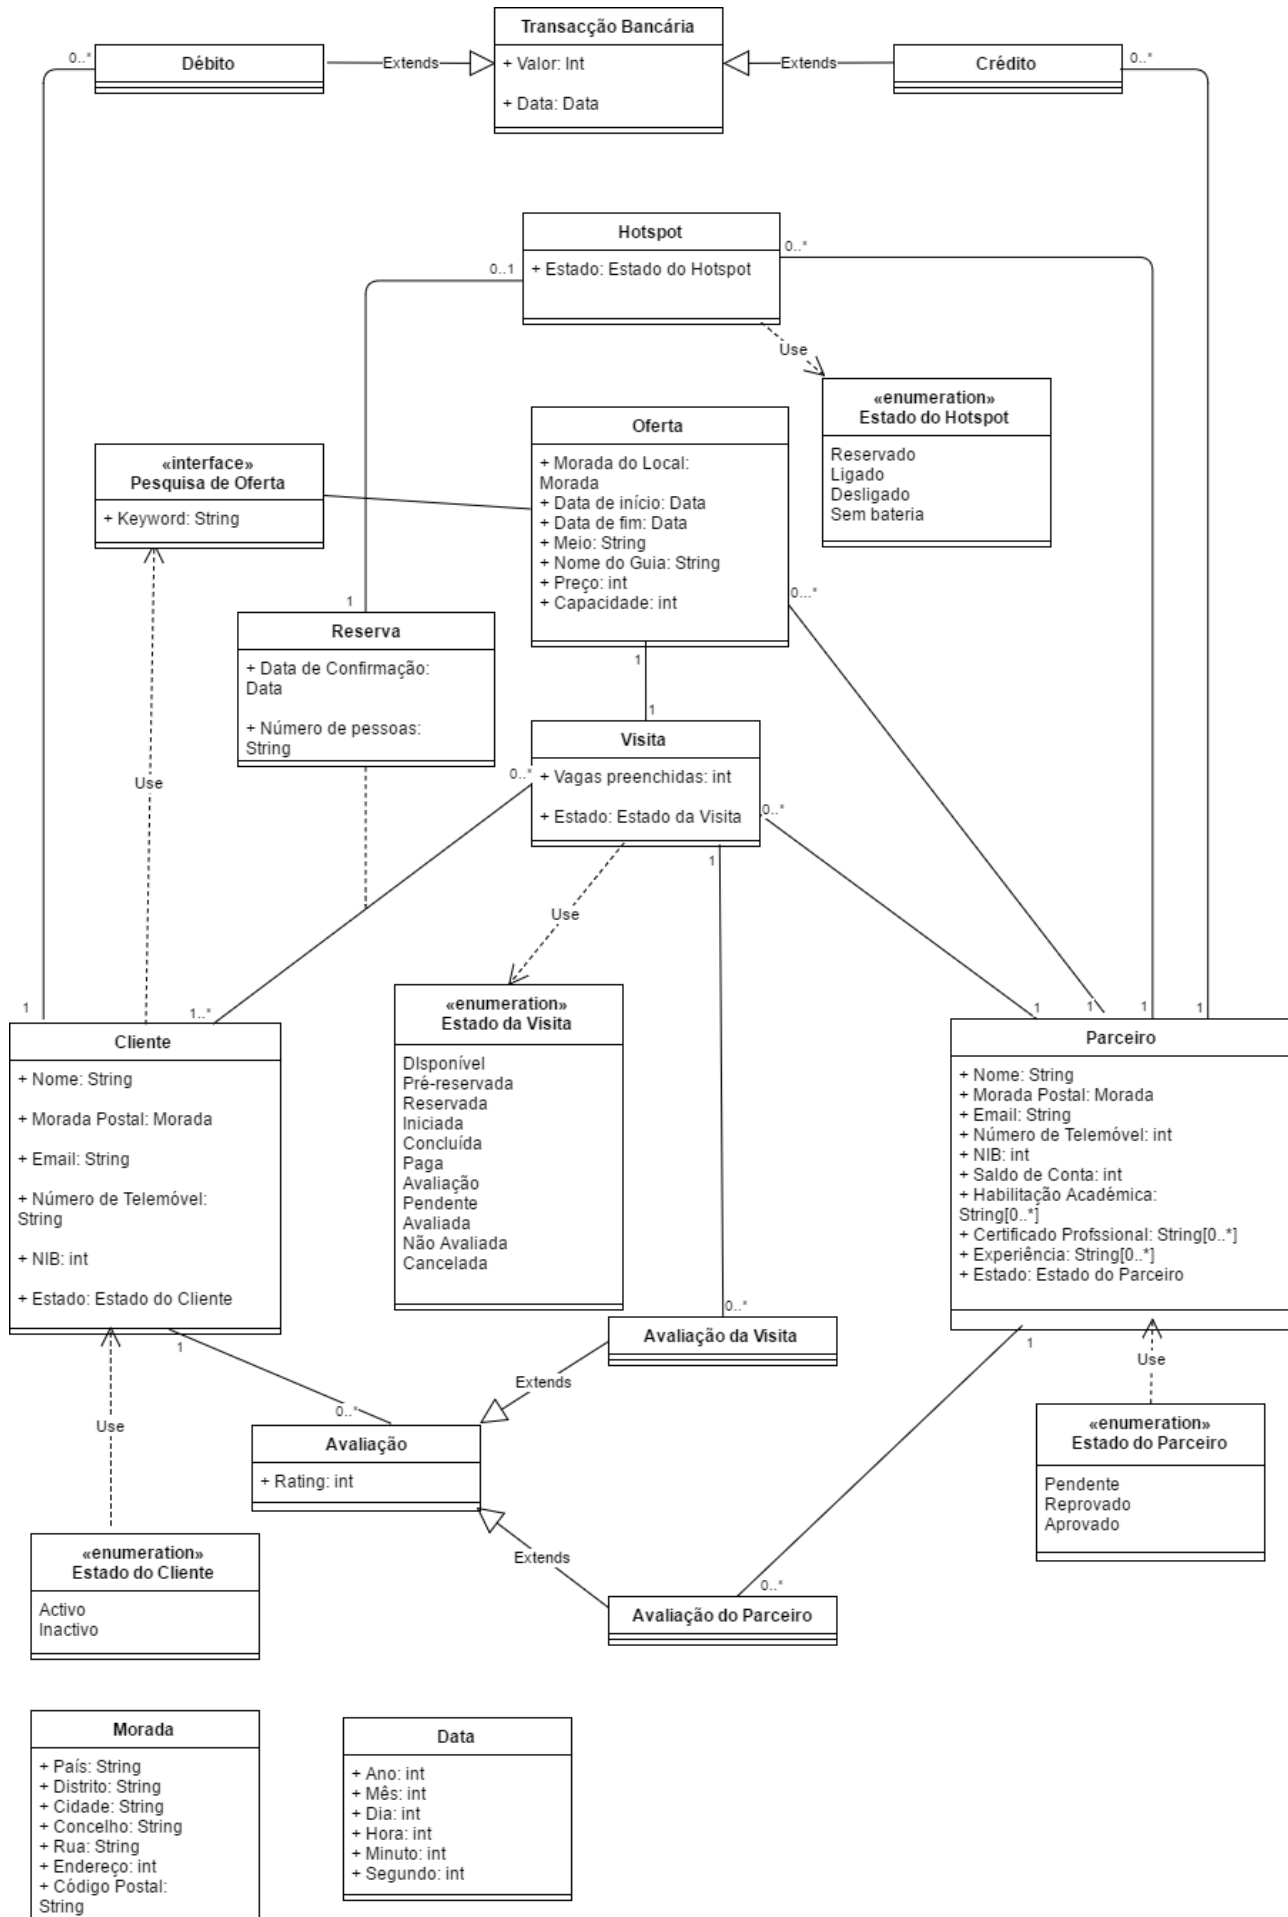 Transacção Bancária
+ Valor: Int
+ Data: Data
0..*
Débito
Extends
Extends
Crédito
0..*
Hotspot
+ Estado: Estado do Hotspot
0..1
0..*
Use
«enumeration»
Estado do Hotspot
Reservado
Ligado
Desligado
Sem bateria
Oferta
+ Morada do Local:
Morada
+ Data de início: Data
+ Data de fim: Data
+ Meio: String
+ Nome do Guia: String
+ Preço: int
+ Capacidade: int
0...*
1
«interface»
Pesquisa de Oferta
+ Keyword: String
1
Reserva
+ Data de Confirmação:
Data
+ Número de pessoas:
String
1
Visita
+ Vagas preenchidas: int
+ Estado: Estado da Visita
0..*
0..*
1
Use
Use
«enumeration»
Estado da Visita
DIsponível
Pré-reservada
Reservada
Iniciada
Concluída
Paga
Avaliação
Pendente
Avaliada
Não Avaliada
Cancelada
1
1..*
Cliente
+ Nome: String
+ Morada Postal: Morada
+ Email: String
+ Número de Telemóvel:
String
+ NIB: int
+ Estado: Estado do Cliente
1
1
1
1
1
Parceiro
+ Nome: String
+ Morada Postal: Morada
+ Email: String
+ Número de Telemóvel: int
+ NIB: int
+ Saldo de Conta: int
+ Habilitação Académica:
String[0..*]
+ Certificado Profssional: String[0..*]
+ Experiência: String[0..*]
+ Estado: Estado do Parceiro
1
0..*
Avaliação da Visita
Extends
Use
0..*
Avaliação
+ Rating: int
Use
«enumeration»
Estado do Parceiro
Pendente
Reprovado
Aprovado
«enumeration»
Estado do Cliente
Activo
Inactivo
Extends
0..*
Avaliação do Parceiro
Morada
+ País: String
+ Distrito: String
+ Cidade: String
+ Concelho: String
+ Rua: String
+ Endereço: int
+ Código Postal:
String
Data
+ Ano: int
+ Mês: int
+ Dia: int
+ Hora: int
+ Minuto: int
+ Segundo: int